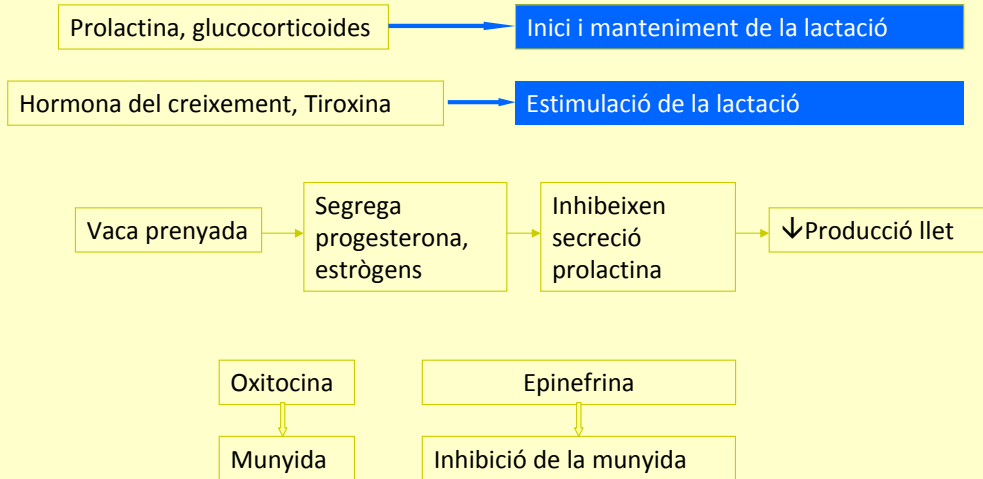 Prolactina, glucocorticoides
Inici i manteniment de la lactació
Hormona del creixement, Tiroxina
Estimulació de la lactació
Vaca prenyada
Segrega
progesterona,
estrògens
Inhibeixen
secreció
prolactina
↓Producció llet
Oxitocina
Epinefrina
Munyida
Inhibició de la munyida